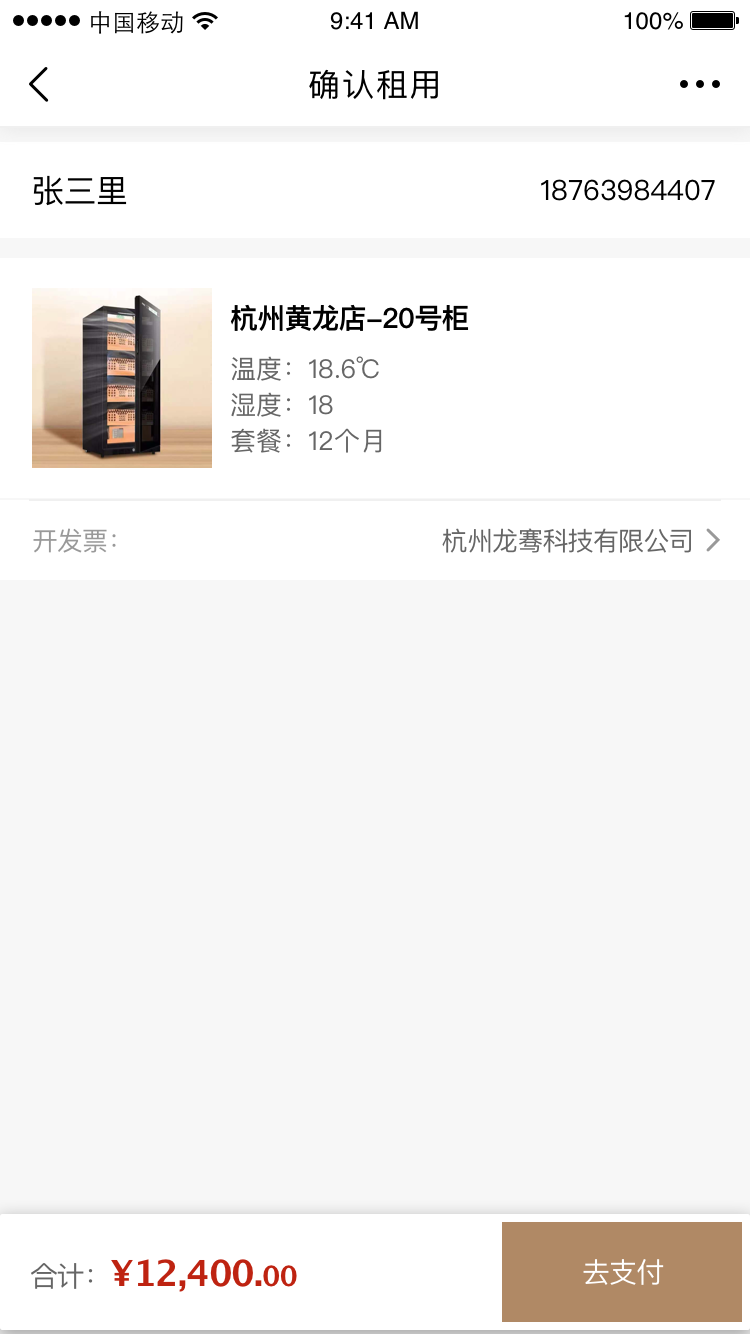 中国移动 9:41 AM 100%
确认租用
张三里 18763984407
杭州黄龙店-20号柜
温度：18.6℃
湿度：18
套餐：12个月
开发票： 杭州龙骞科技有限公司
合计：¥12,400.00 去支付